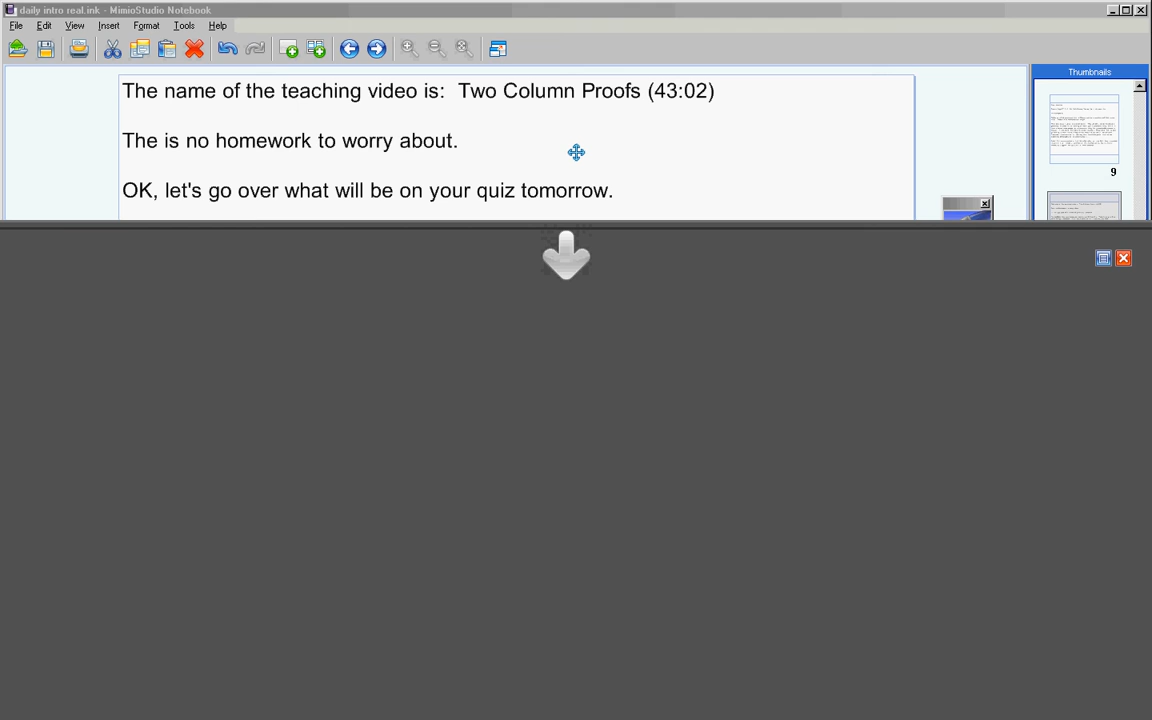 daily intro real.ink - MimioStudio Notebook
File Edit View Insert Format Tools Help
The name of the teaching video is: Two Column Proofs (43:02)
The is no homework to worry about.
OK, let's go over what will be on your quiz tomorrow.
Thumbnails
9